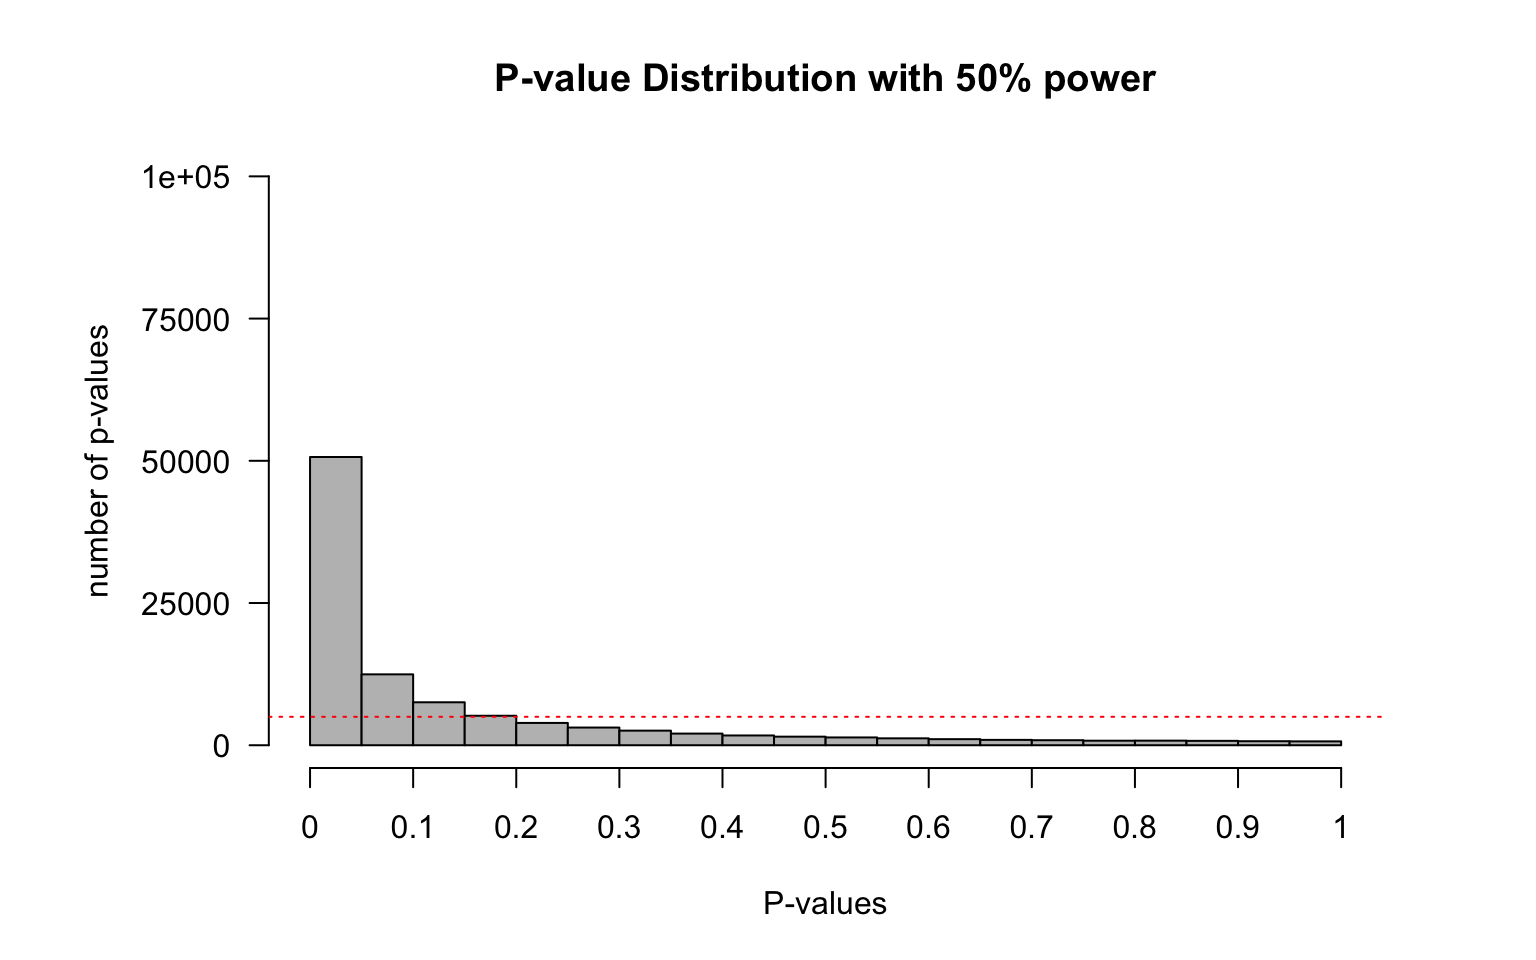 P-value Distribution with 50% power
1e+05
75000
50000
25000
0
number of p-values
0 0.1 0.2 0.3 0.4 0.5 0.6 0.7 0.8 0.9 1
P-values